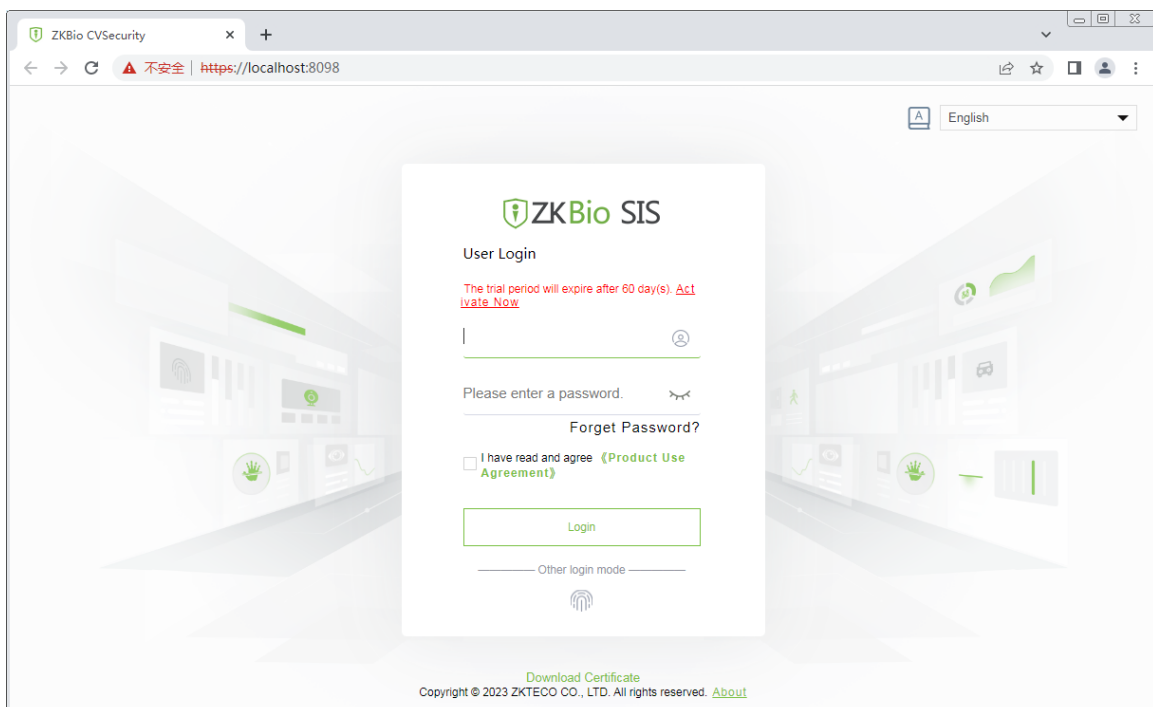 ZKBio CVSecurity
不安全 https://localhost:8098
A English
ZKBio SIS
User Login
The trial period will expire after 60 day(s). Act
ivate Now
Please enter a password.
Forget Password?
I have read and agree 《Product Use
Agreement》
Login
Other login mode
Download Certificate
Copyright © 2023 ZKTECO CO., LTD. All rights reserved. About